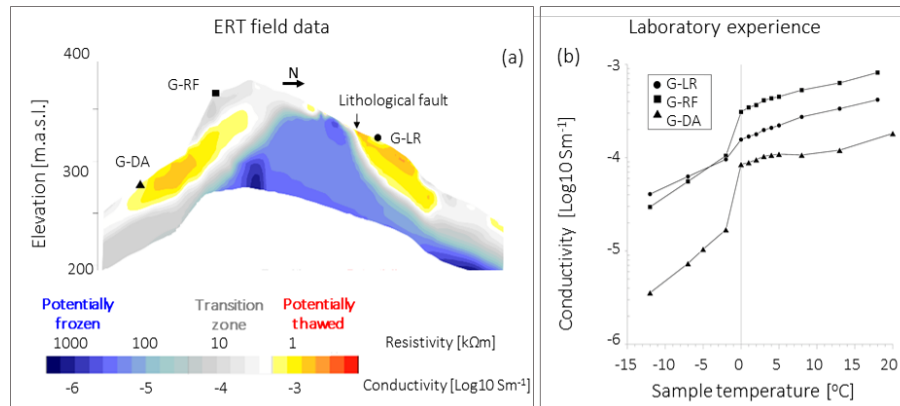 ERT field data
(a)
400
300
200
Elevation [m.a.s.l.]
G-RF
N
Lithological fault
G-LR
G-DA
Potentially frozen
Transition zone
Potentially thawed
1000 100 10 1 Resistivity [kΩm]
-6 -5 -4 -3 Conductivity [Log10 Sm⁻¹]
Laboratory experience
(b)
G-LR
G-RF
G-DA
-3
-4
-5
-6
Conductivity [Log10 Sm⁻¹]
-15 -10 -5 0 5 10 15 20
Sample temperature [ºC]